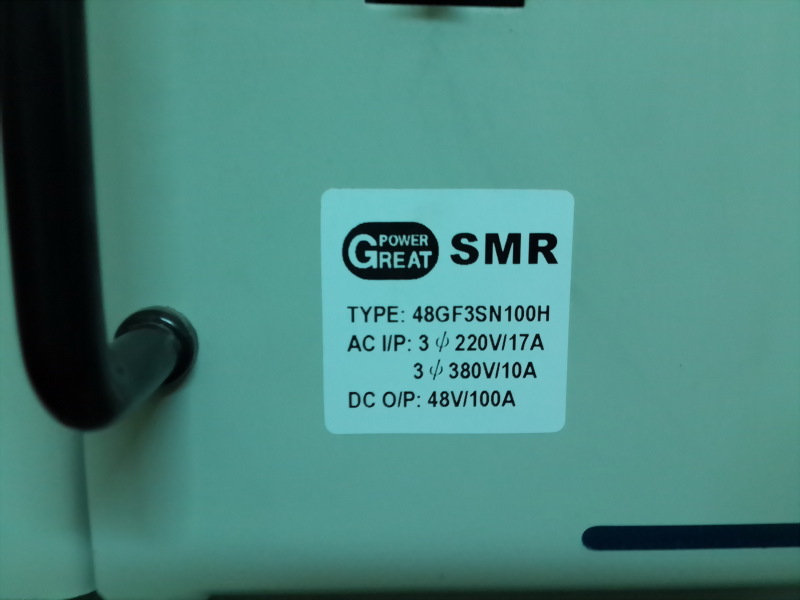 POWER
GREAT
SMR
TYPE: 48GF3SN100H
AC I/P: 3 ϕ 220V/17A
3 ϕ 380V/10A
DC O/P: 48V/100A